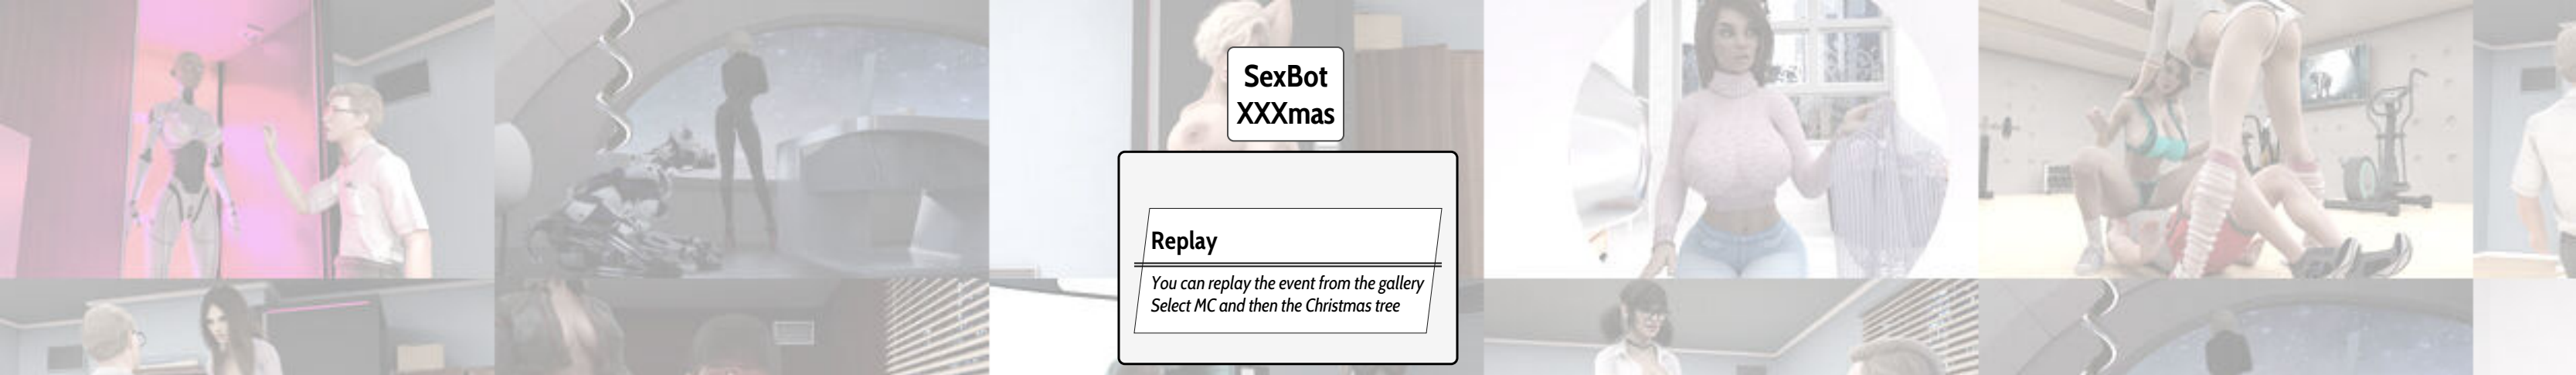 SexBot
XXXmas
Replay
You can replay the event from the gallery
Select MC and then the Christmas tree